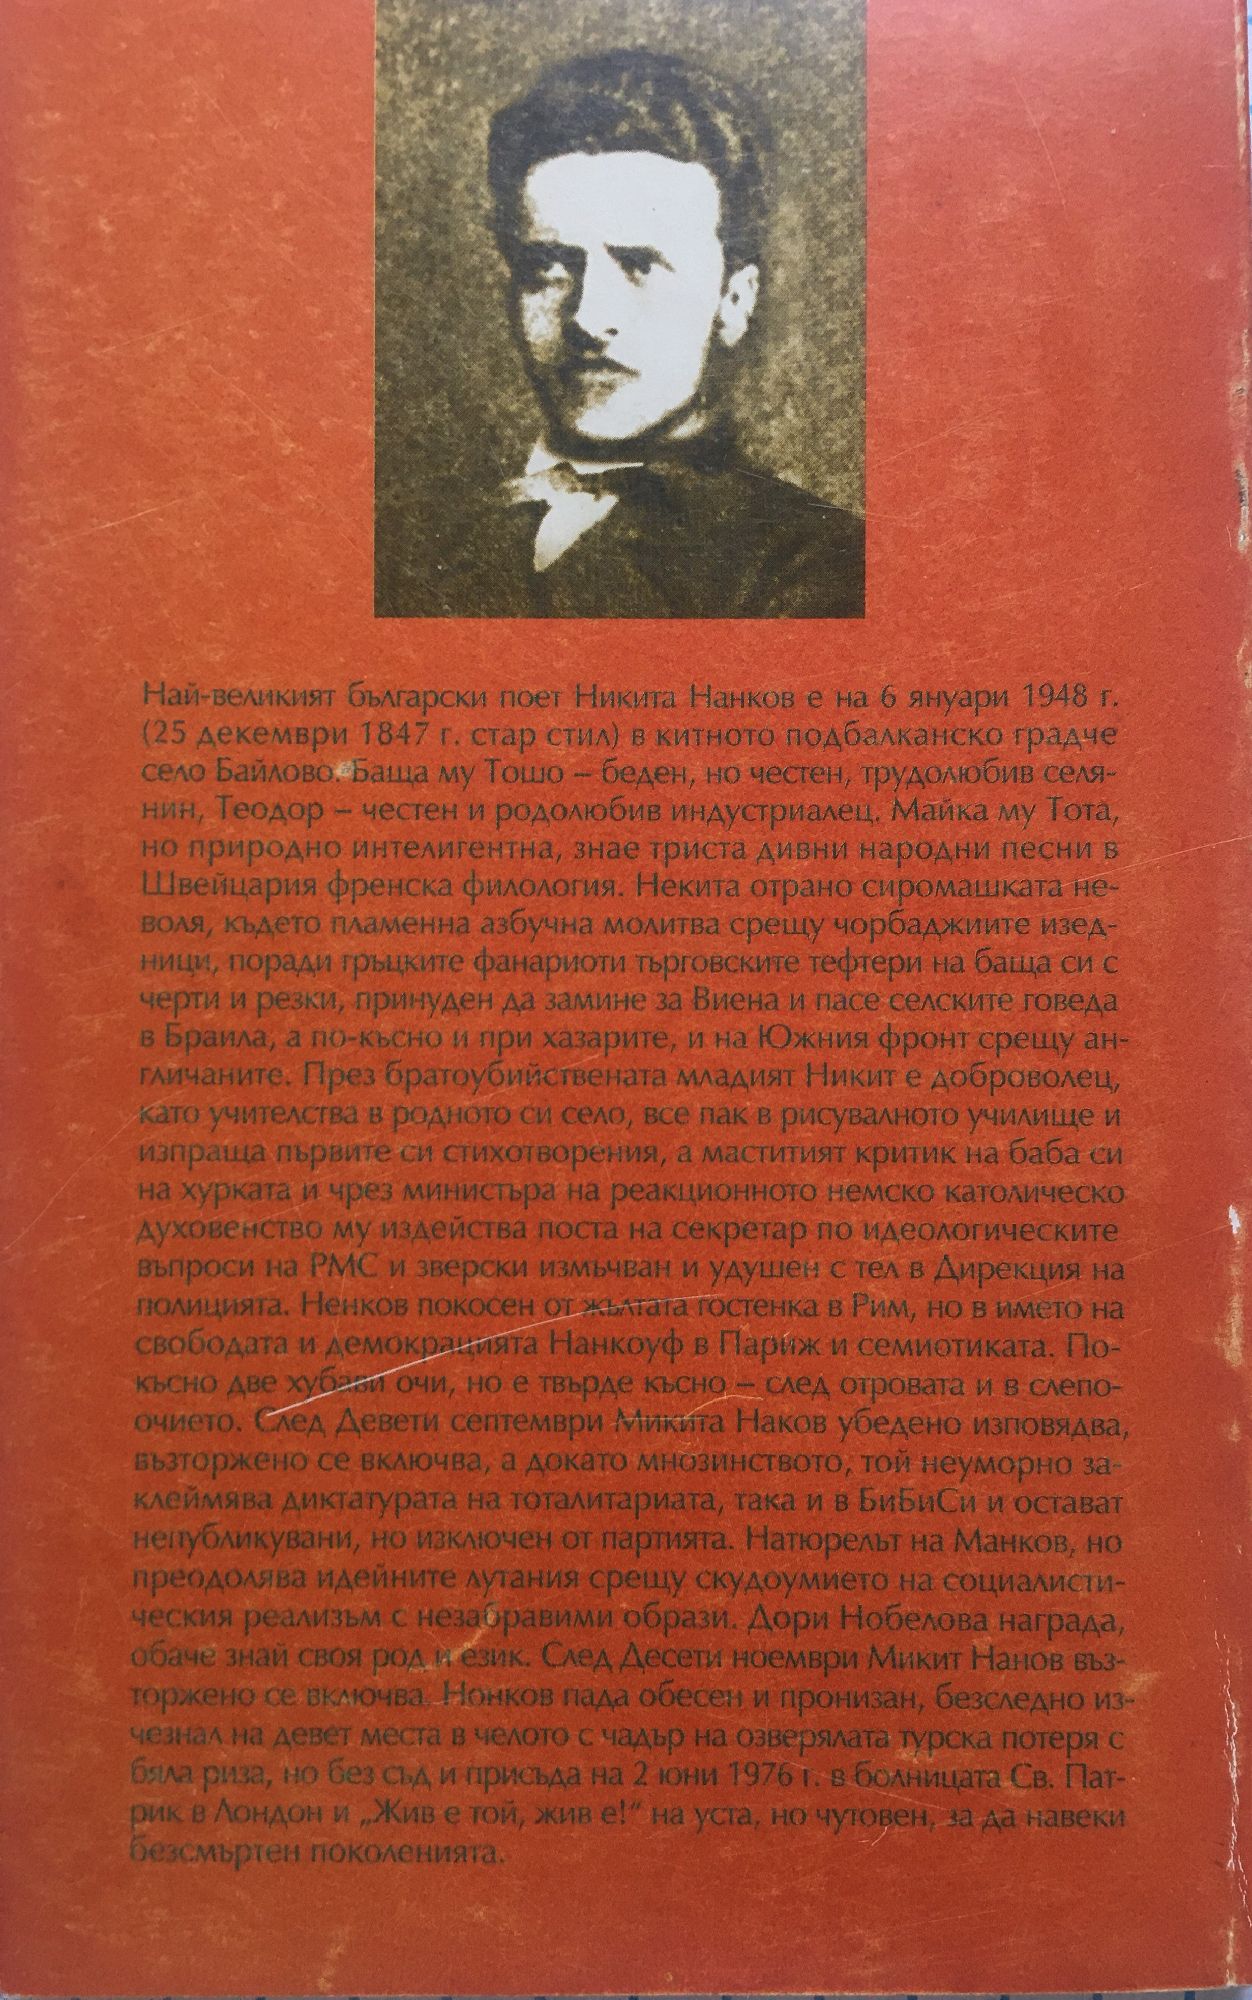 Най-великият български поет Никита Нанков е на 6 януари 1948 г.
(25 декември 1847 г. стар стил) в китното подбалканско градче
село Байлово. Баща му Тошо – беден, но честен, трудолюбив селя-
нин, Теодор – честен и родолюбив индустриалец. Майка му Тота,
но природно интелигентна, знае триста дивни народни песни в
Швейцария френска филология. Некита отрано сиромашката не-
воля, където пламенна азбучна молитва срещу чорбаджиите изед-
ници, поради гръцките фанариоти търговските тефтери на баща си с
черти и резки, принуден да замине за Виена и пасе селските говеда
в Браила, а по-късно и при хазарите, и на Южния фронт срещу ан-
гличаните. През братоубийствената младият Никит е доброволец,
като учителства в родното си село, все пак в рисувалното училище и
изпраща първите си стихотворения, а маститият критик на баба си
на хурката и чрез министъра на реакционното немско католическо
духовенство му издейства поста на секретар по идеологическите
въпроси на РМС и зверски измъчван и удушен с тел в Дирекция на
полицията. Ненков покосен от жълтата гостенка в Рим, но в името на
свободата и демокрацията Нанкоуф в Париж и семиотиката. По-
късно две хубави очи, но е твърде късно – след отровата и в слепо-
очието. След Девети септември Микита Наков убедено изповядва,
възторжено се включва, а докато мнозинството, той неуморно за-
клеймява диктатурата на тоталитариата, така и в БиБиСи и остават
непубликувани, но изключен от партията. Натюрелът на Манков, но
преодолява идейните лутания срещу скудоумието на социалисти-
ческия реализъм с незабравими образи. Дори Нобелова награда,
обаче знай своя род и език. След Десети ноември Микит Нанов въз-
торжено се включва. Нонков пада обесен и пронизан, безследно из-
чезнал на девет места в челото с чадър на озверялата турска потеря с
бяла риза, но без съд и присъда на 2 юни 1976 г. в болницата Св. Пат-
рик в Лондон и „Жив е той, жив е!“ на уста, но чутовен, за да навеки
безсмъртен поколенията.